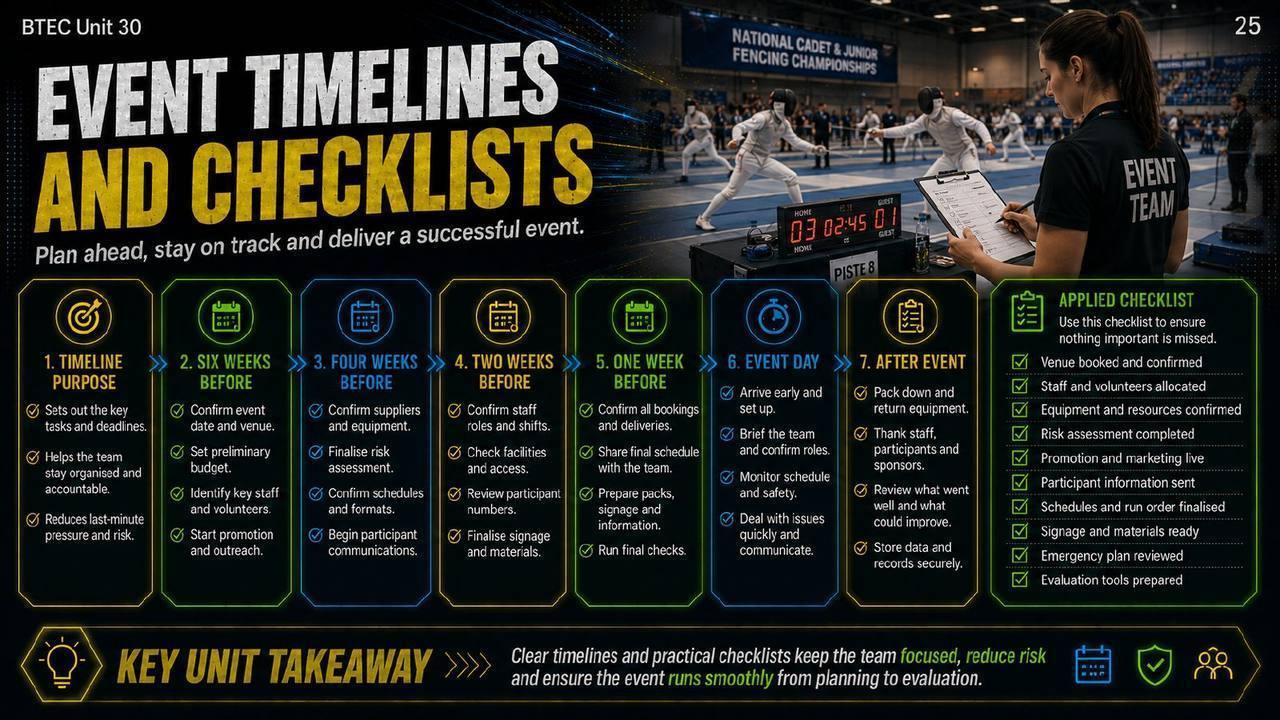 BTEC Unit 30
25
EVENT TIMELINES
AND CHECKLISTS
Plan ahead, stay on track and deliver a successful event.
NATIONAL CADET & JUNIOR
FENCING CHAMPIONSHIPS
EVENT
TEAM
HOME
GUEST
03 02:45 01
HOME
GUEST
PISTE 8
1. TIMELINE
PURPOSE
Sets out the key
tasks and deadlines.
Helps the team
stay organised and
accountable.
Reduces last-minute
pressure and risk.
2. SIX WEEKS
BEFORE
Confirm event
date and venue.
Set preliminary
budget.
Identify key staff
and volunteers.
Start promotion
and outreach.
3. FOUR WEEKS
BEFORE
Confirm suppliers
and equipment.
Finalise risk
assessment.
Confirm schedules
and formats.
Begin participant
communications.
4. TWO WEEKS
BEFORE
Confirm staff
roles and shifts.
Check facilities
and access.
Review participant
numbers.
Finalise signage
and materials.
5. ONE WEEK
BEFORE
Confirm all bookings
and deliveries.
Share final schedule
with the team.
Prepare packs,
signage and
information.
Run final checks.
6. EVENT DAY
Arrive early and
set up.
Brief the team
and confirm roles.
Monitor schedule
and safety.
Deal with issues
quickly and
communicate.
7. AFTER EVENT
Pack down and
return equipment.
Thank staff,
participants and
sponsors.
Review what went
well and what
could improve.
Store data and
records securely.
APPLIED CHECKLIST
Use this checklist to ensure
nothing important is missed.
Venue booked and confirmed
Staff and volunteers allocated
Equipment and resources confirmed
Risk assessment completed
Promotion and marketing live
Participant information sent
Schedules and run order finalised
Signage and materials ready
Emergency plan reviewed
Evaluation tools prepared
KEY UNIT TAKEAWAY
Clear timelines and practical checklists keep the team focused, reduce risk
and ensure the event runs smoothly from planning to evaluation.